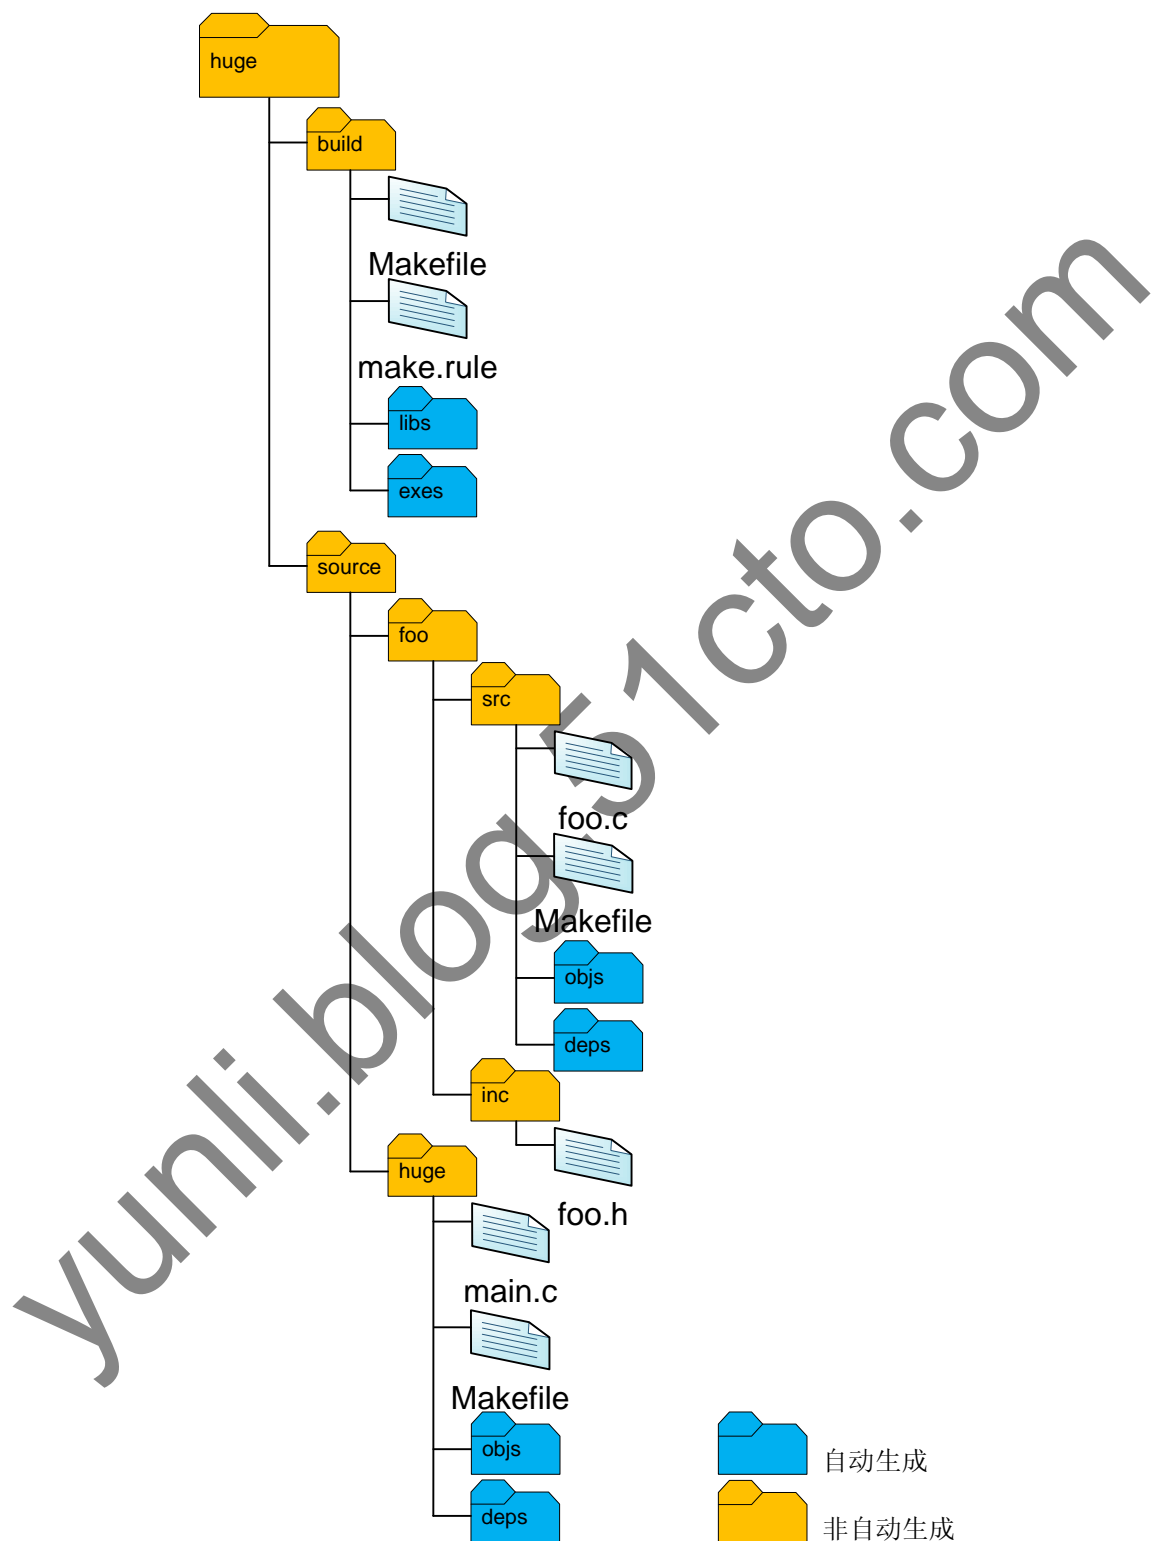 huge
build
Makefile
make.rule
libs
exes
source
foo
src
foo.c
Makefile
objs
deps
inc
foo.h
huge
main.c
Makefile
objs
deps
自动生成
非自动生成
yunli.blog.51cto.com